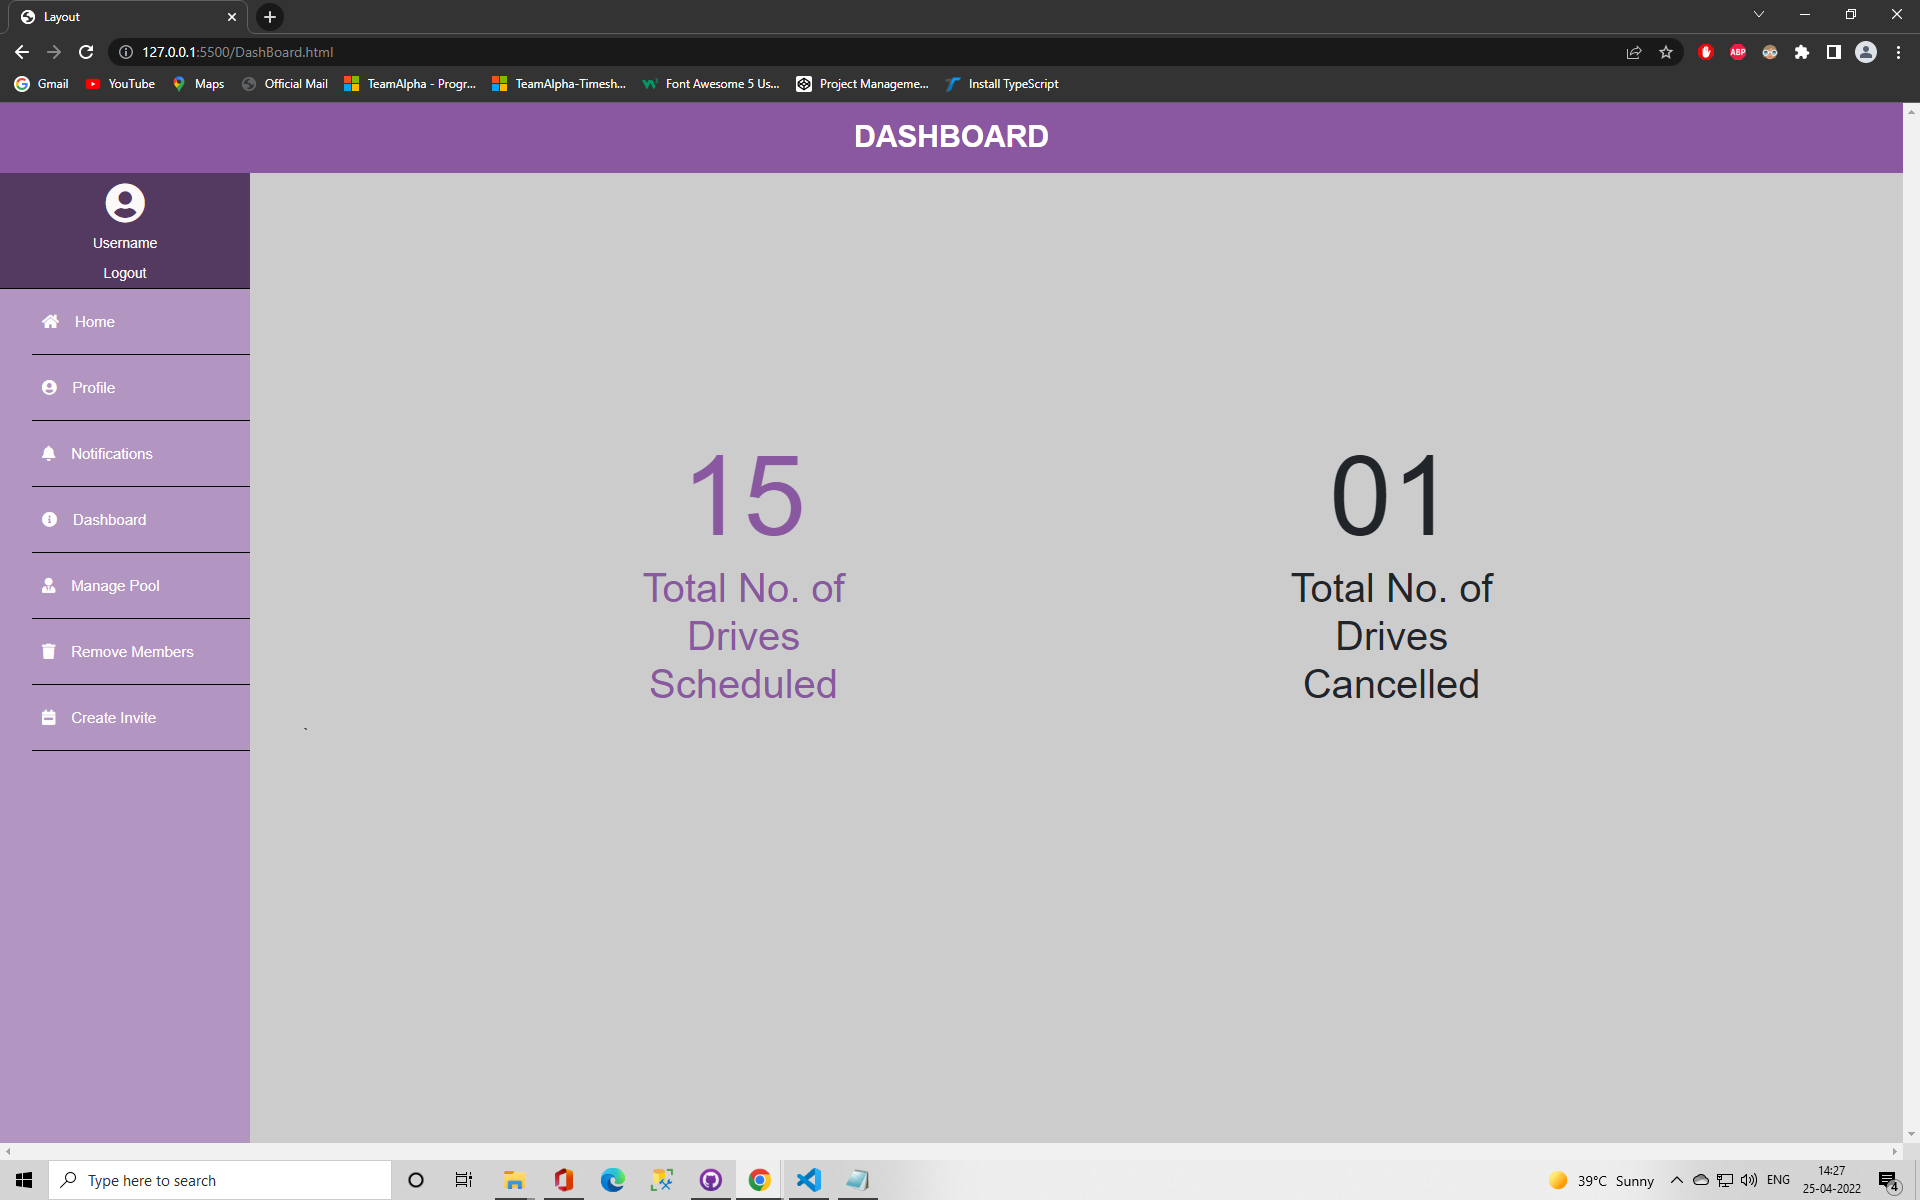 Layout
127.0.0.1:5500/DashBoard.html
ABP
Gmail YouTube Maps Official Mail TeamAlpha - Progr... TeamAlpha-Timesh... Font Awesome 5 Us... Project Manageme... Install TypeScript
DASHBOARD
Username
Logout
Home
Profile
Notifications
Dashboard
Manage Pool
Remove Members
Create Invite
15
Total No. of
Drives
Scheduled
01
Total No. of
Drives
Cancelled
`
Type here to search
39°C Sunny
ENG
14:27
25-04-2022
4